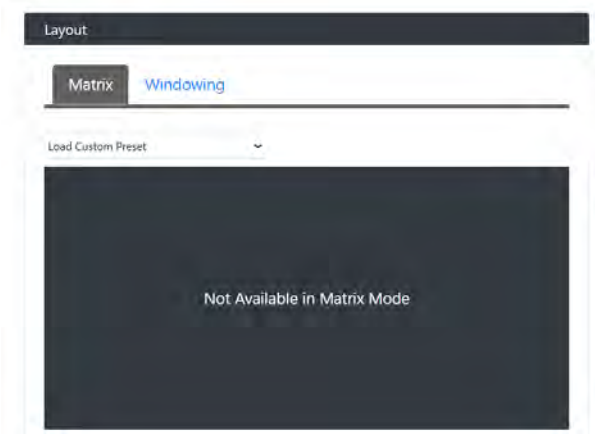 Layout
Matrix Windowing
Load Custom Preset
Not Available in Matrix Mode